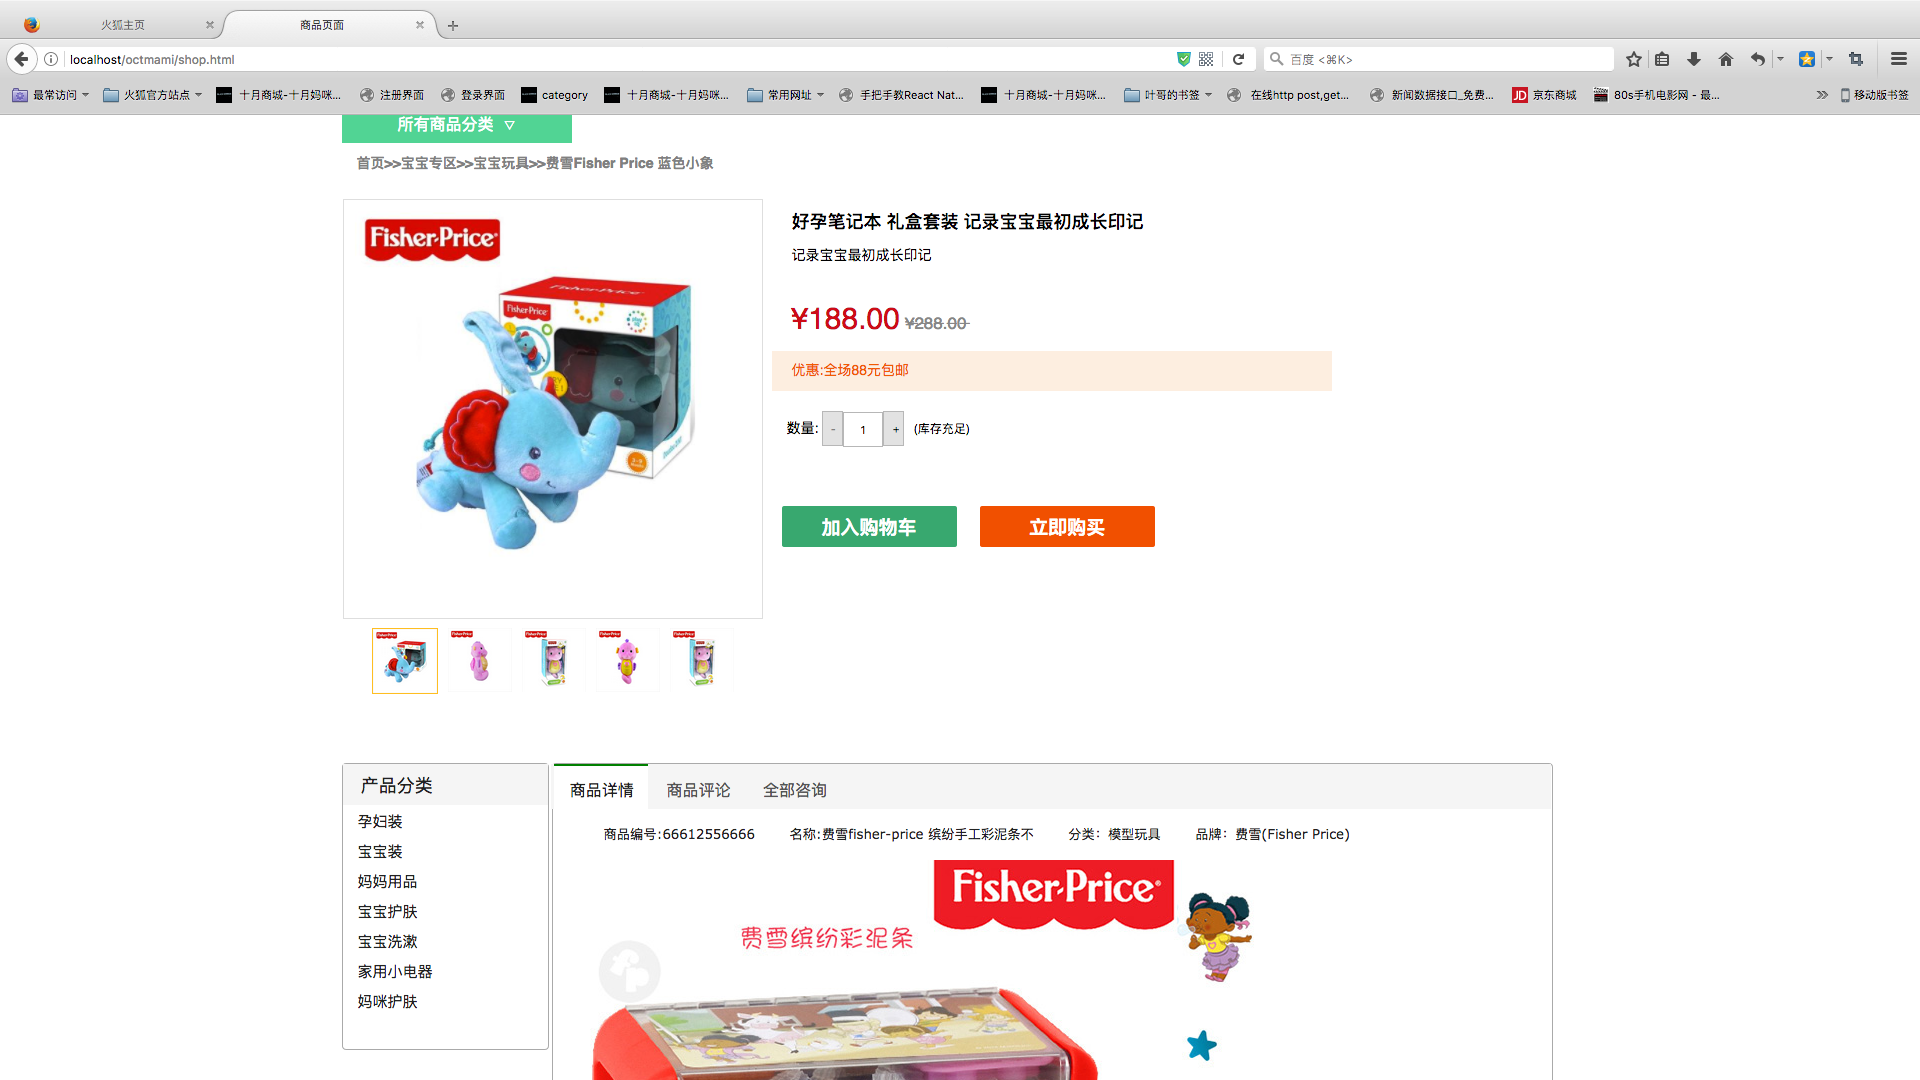 火狐主页
商品页面
localhost/octmami/shop.html
百度 <⌘K>
最常访问
火狐官方站点
十月商城-十月妈咪...
注册界面
登录界面
category
十月商城-十月妈咪...
常用网址
手把手教React Nat...
十月商城-十月妈咪...
叶哥的书签
在线http post,get...
新闻数据接口_免费...
JD 京东商城
80s手机电影网 - 最...
移动版书签
所有商品分类
首页>>宝宝专区>>宝宝玩具>>费雪Fisher Price 蓝色小象
Fisher-Price
Fisher-Price
好孕笔记本 礼盒套装 记录宝宝最初成长印记
记录宝宝最初成长印记
¥188.00 ¥288.00
优惠:全场88元包邮
数量: - 1 + (库存充足)
加入购物车
立即购买
产品分类
孕妇装
宝宝装
妈妈用品
宝宝护肤
宝宝洗漱
家用小电器
妈咪护肤
商品详情
商品评论
全部咨询
商品编号:66612556666
名称:费雪fisher-price 缤纷手工彩泥条不
分类：模型玩具
品牌：费雪(Fisher Price)
Fisher-Price
费雪缤纷彩泥条
fp